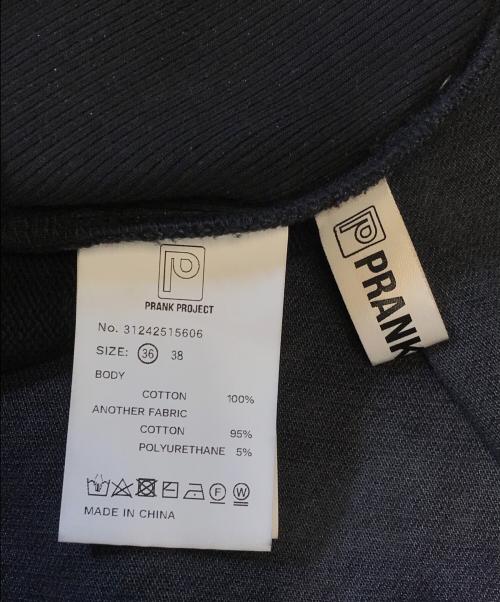 PRANK PROJECT
No. 31242515606
SIZE: 36 38
BODY
COTTON 100%
ANOTHER FABRIC
COTTON 95%
POLYURETHANE 5%
F W
MADE IN CHINA
PRANK